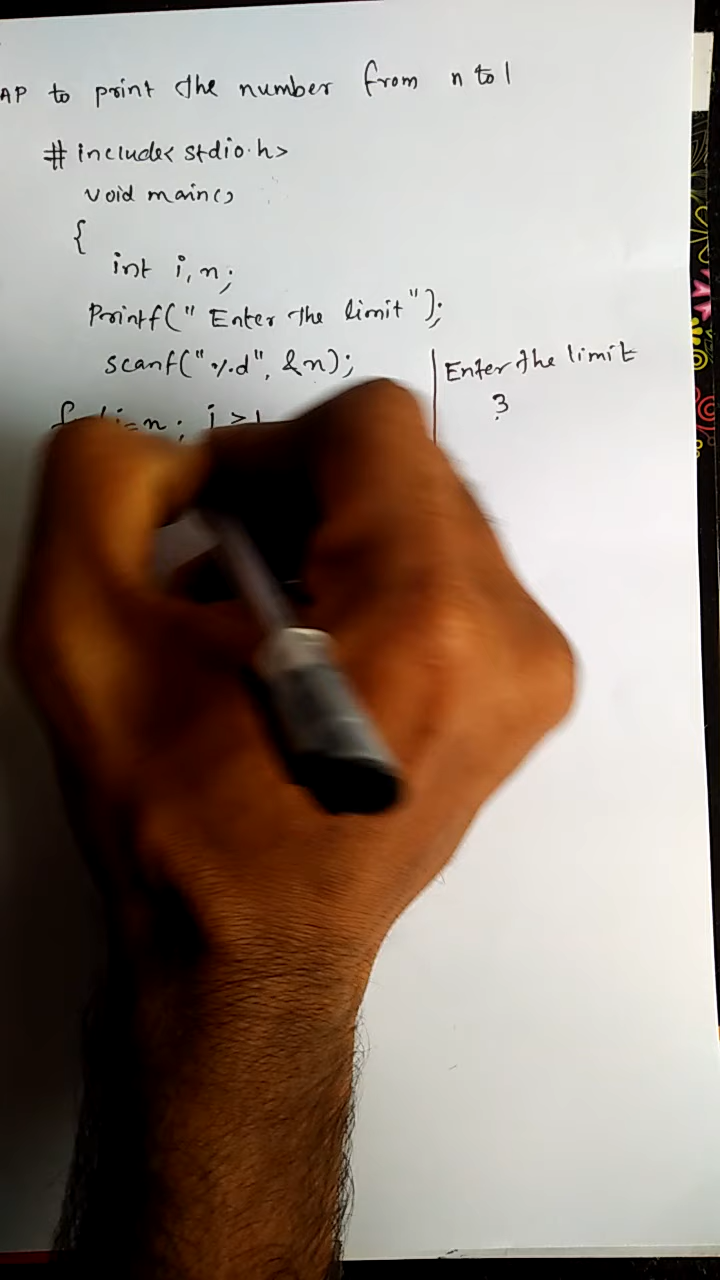 AP to print the number from n to 1
#include<stdio.h>
void main()
{
int i,n;
Printf("Enter the limit");
scanf("%d", &n);
Enter the limit
3
i=n; i>1